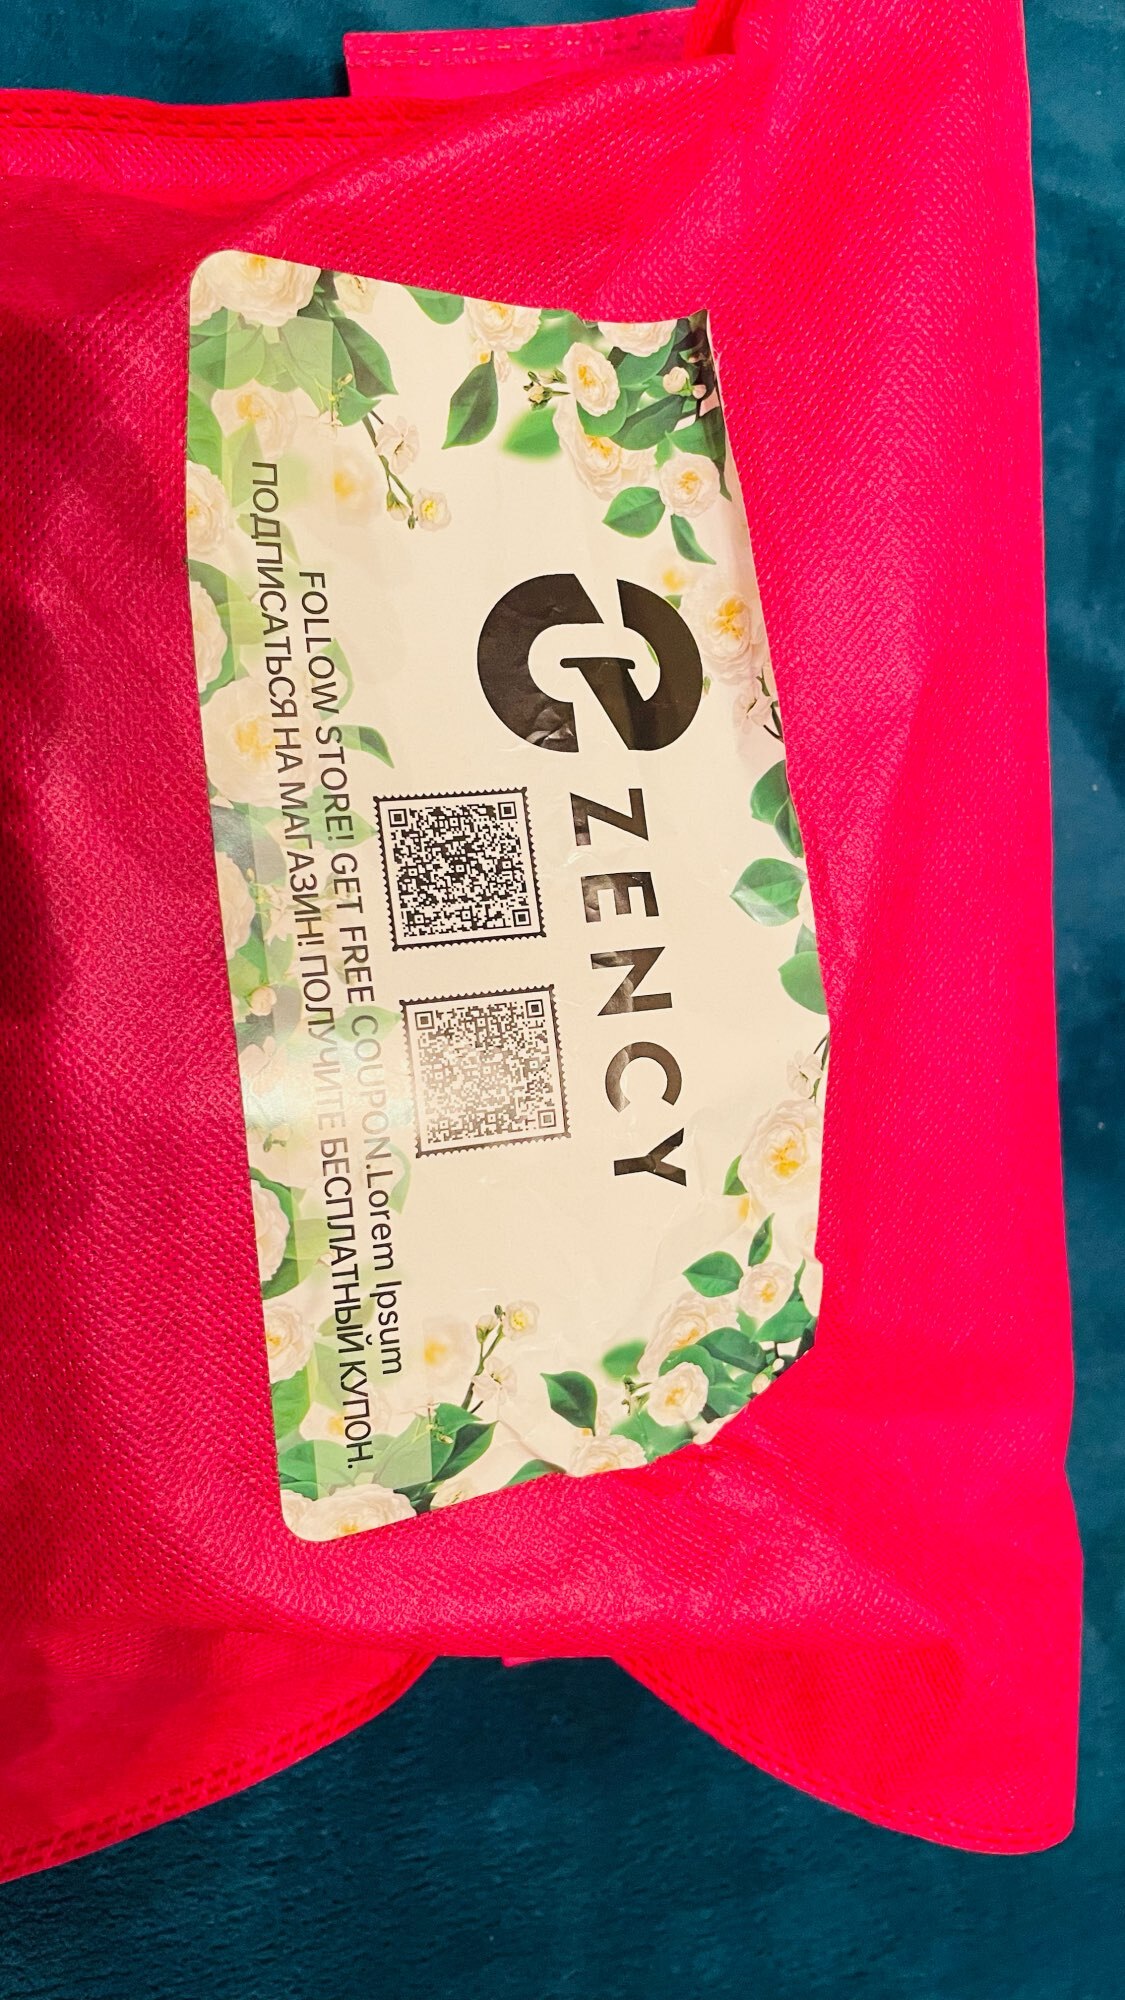 ZENCY
FOLLOW STORE! GET FREE COUPON.Lorem Ipsum
ПОДПИСАТЬСЯ НА МАГАЗИН! ПОЛУЧИТЕ БЕСПЛАТНЫЙ КУПОН.